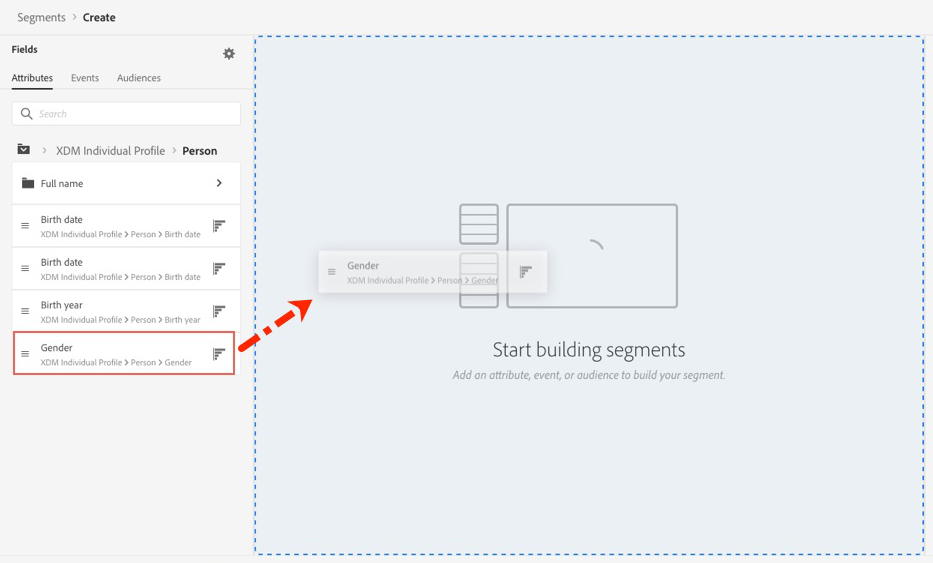 Segments > Create
Fields
Attributes Events Audiences
Search
XDM Individual Profile > Person
Full name
Birth date
XDM Individual Profile > Person > Birth date
Birth date
XDM Individual Profile > Person > Birth date
Birth year
XDM Individual Profile > Person > Birth year
Gender
XDM Individual Profile > Person > Gender
Gender
XDM Individual Profile > Person > Gender
Start building segments
Add an attribute, event, or audience to build your segment.